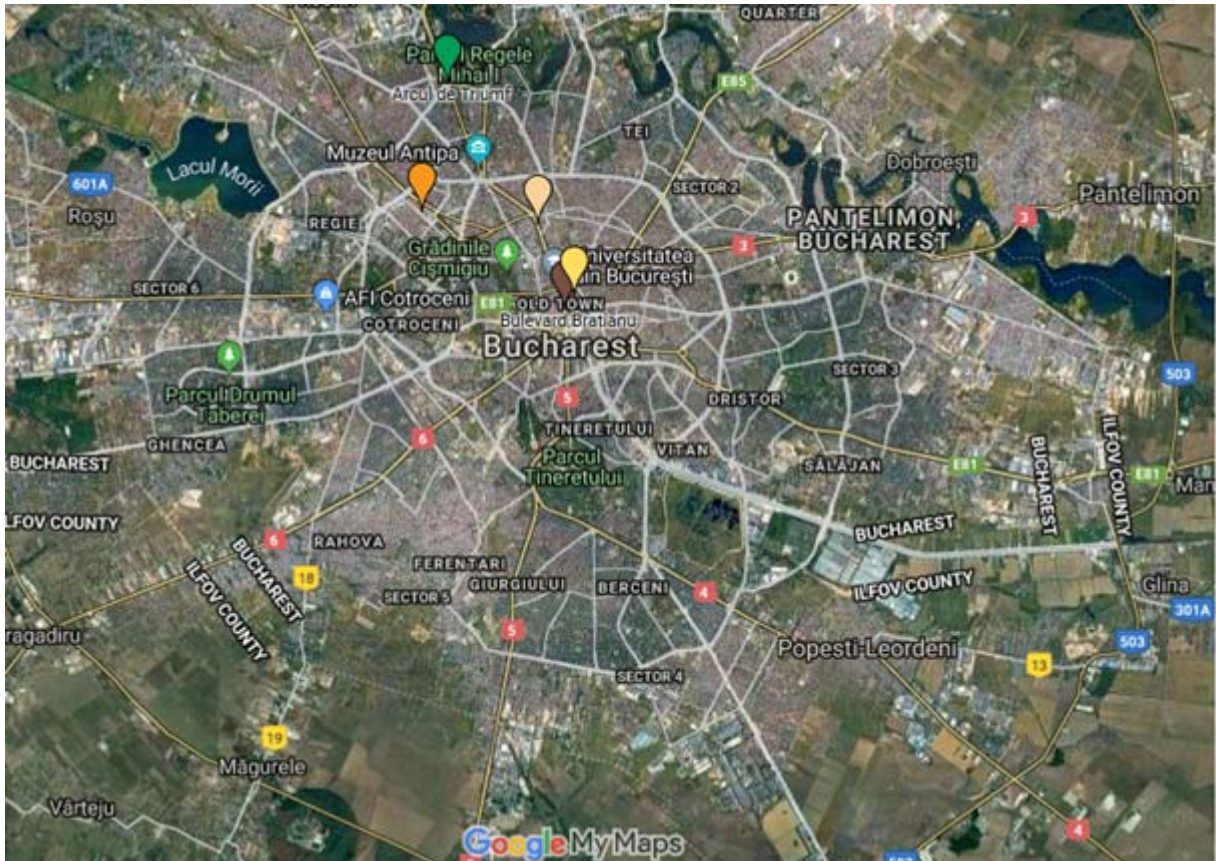 QUARTER
Regele
Mihai I
Arcul de Triumf
E85
TEI
Muzeul Antipa
Lacul Morii
Dobroești
601A
SECTOR 2
Pantelimon
Roșu
REGIE
3
PANTELIMON,
BUCHAREST
3
Grădinile
Cișmigiu
Universitatea
din București
SECTOR 6
AFI Cotroceni
E81
OLD TOWN
Bulevard Bratianu
COTROCENI
Bucharest
SECTOR 3
503
Parcul Drumul
Taberei
5
DRISTOR
TINERETULUI
6
GHENCEA
VITAN
Parcul
Tineretului
BUCHAREST
SĂLĂJAN
E81
BUCHAREST
ILFOV COUNTY
E81
ILFOV COUNTY
BUCHAREST
6
RAHOVA
BUCHAREST
ILFOV COUNTY
FERENTARI
18
GIURGIULUI
BERCENI
ILFOV COUNTY
Glina
SECTOR 5
4
301A
5
503
Popesti-Leordeni
13
SECTOR 4
19
Măgurele
Vârteju
4
Google My Maps